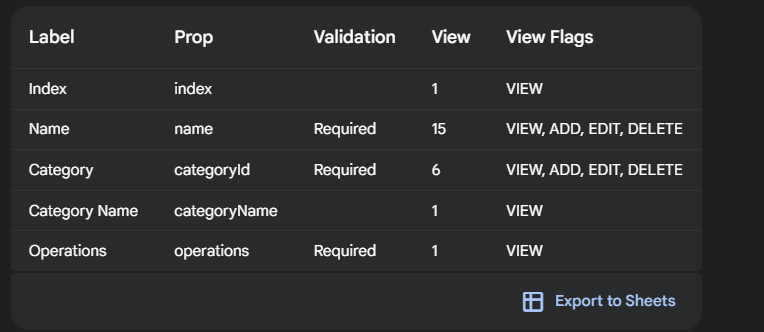 Label Prop Validation View View Flags
Index index 1 VIEW
Name name Required 15 VIEW, ADD, EDIT, DELETE
Category categoryId Required 6 VIEW, ADD, EDIT, DELETE
Category Name categoryName 1 VIEW
Operations operations Required 1 VIEW
Export to Sheets